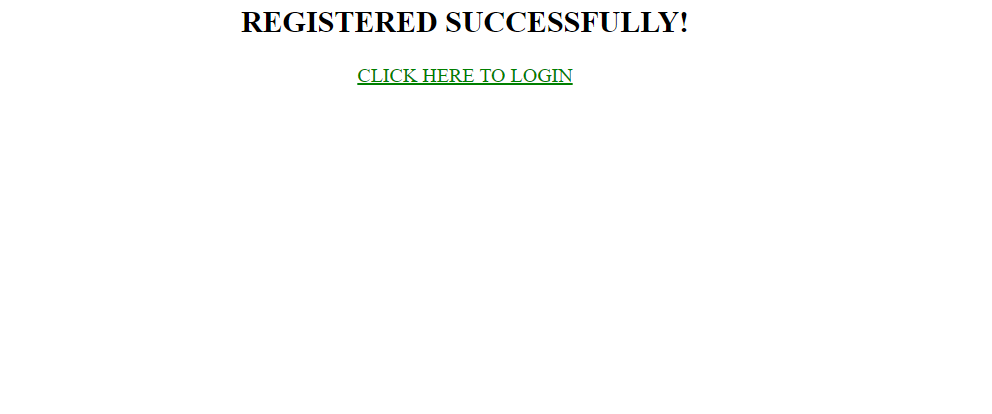 REGISTERED SUCCESSFULLY!
CLICK HERE TO LOGIN